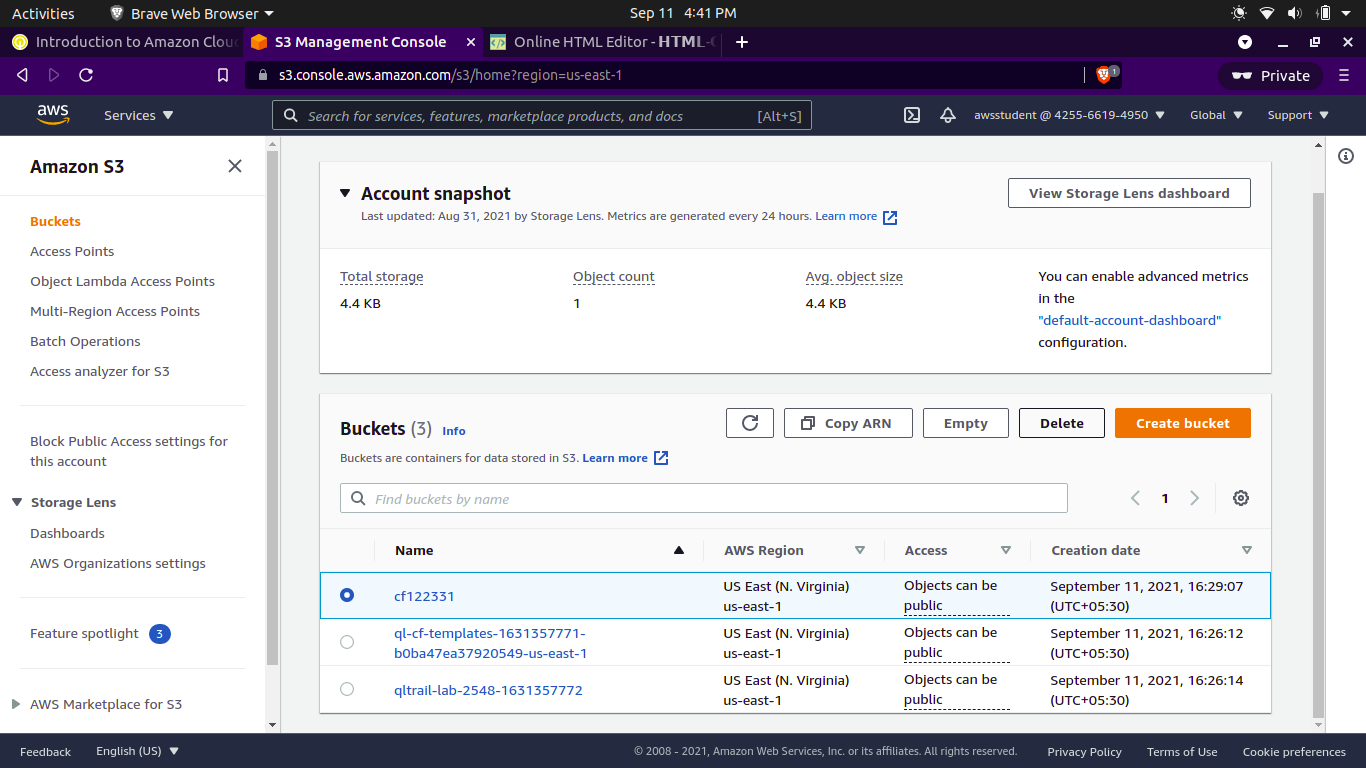 Activities
Brave Web Browser
Sep 11 4:41 PM
Introduction to Amazon Clou
S3 Management Console
Online HTML Editor - HTML-
s3.console.aws.amazon.com/s3/home?region=us-east-1
1
Private
aws
Services
Search for services, features, marketplace products, and docs
[Alt+S]
awsstudent @ 4255-6619-4950
Global
Support
Amazon S3
Buckets
Access Points
Object Lambda Access Points
Multi-Region Access Points
Batch Operations
Access analyzer for S3
Block Public Access settings for
this account
Storage Lens
Dashboards
AWS Organizations settings
Feature spotlight 3
AWS Marketplace for S3
Account snapshot
View Storage Lens dashboard
Last updated: Aug 31, 2021 by Storage Lens. Metrics are generated every 24 hours. Learn more
Total storage
4.4 KB
Object count
1
Avg. object size
4.4 KB
You can enable advanced metrics
in the
"default-account-dashboard"
configuration.
Buckets (3) Info
Copy ARN
Empty
Delete
Create bucket
Buckets are containers for data stored in S3. Learn more
Find buckets by name
1
Name
AWS Region
Access
Creation date
cf122331
US East (N. Virginia)
us-east-1
Objects can be
public
September 11, 2021, 16:29:07
(UTC+05:30)
ql-cf-templates-1631357771-
b0ba47ea37920549-us-east-1
US East (N. Virginia)
us-east-1
Objects can be
public
September 11, 2021, 16:26:12
(UTC+05:30)
qltrail-lab-2548-1631357772
US East (N. Virginia)
us-east-1
Objects can be
public
September 11, 2021, 16:26:14
(UTC+05:30)
Feedback
English (US)
© 2008 - 2021, Amazon Web Services, Inc. or its affiliates. All rights reserved.
Privacy Policy
Terms of Use
Cookie preferences